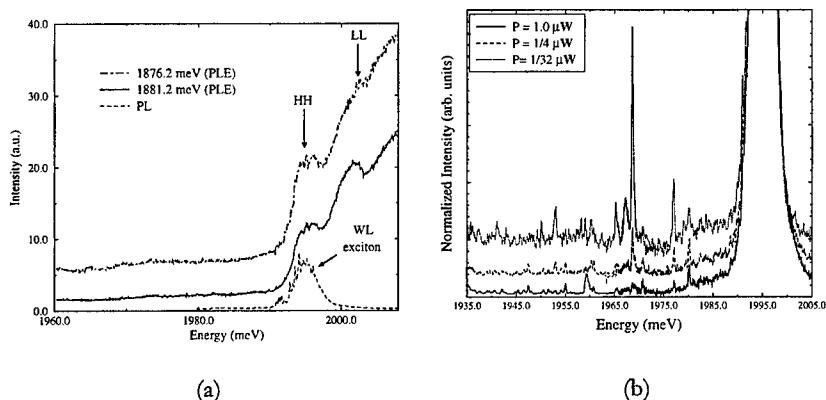 40.0
30.0
20.0
10.0
0.0
1960.0
1980.0
2000.0
Intensity (a.u.)
Energy (meV)
1876.2 meV (PLE)
1881.2 meV (PLE)
PL
LL
HH
WL
exciton
(a)
P = 1.0 μW
P = 1/4 μW
P= 1/32 μW
Normalized Intensity (arb. units)
1935.0
1945.0
1955.0
1965.0
1975.0
1985.0
1995.0
2005.0
Energy (meV)
(b)